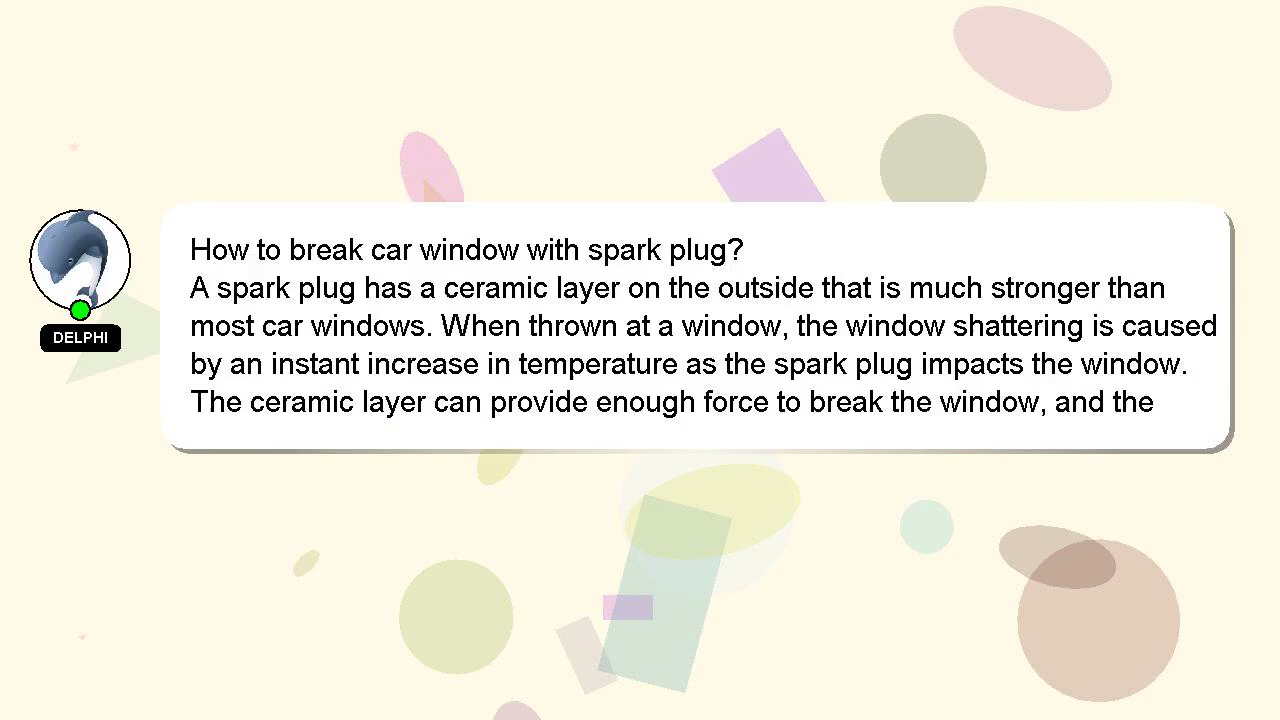 How to break car window with spark plug?
A spark plug has a ceramic layer on the outside that is much stronger than
most car windows. When thrown at a window, the window shattering is caused
by an instant increase in temperature as the spark plug impacts the window.
The ceramic layer can provide enough force to break the window, and the
DELPHI